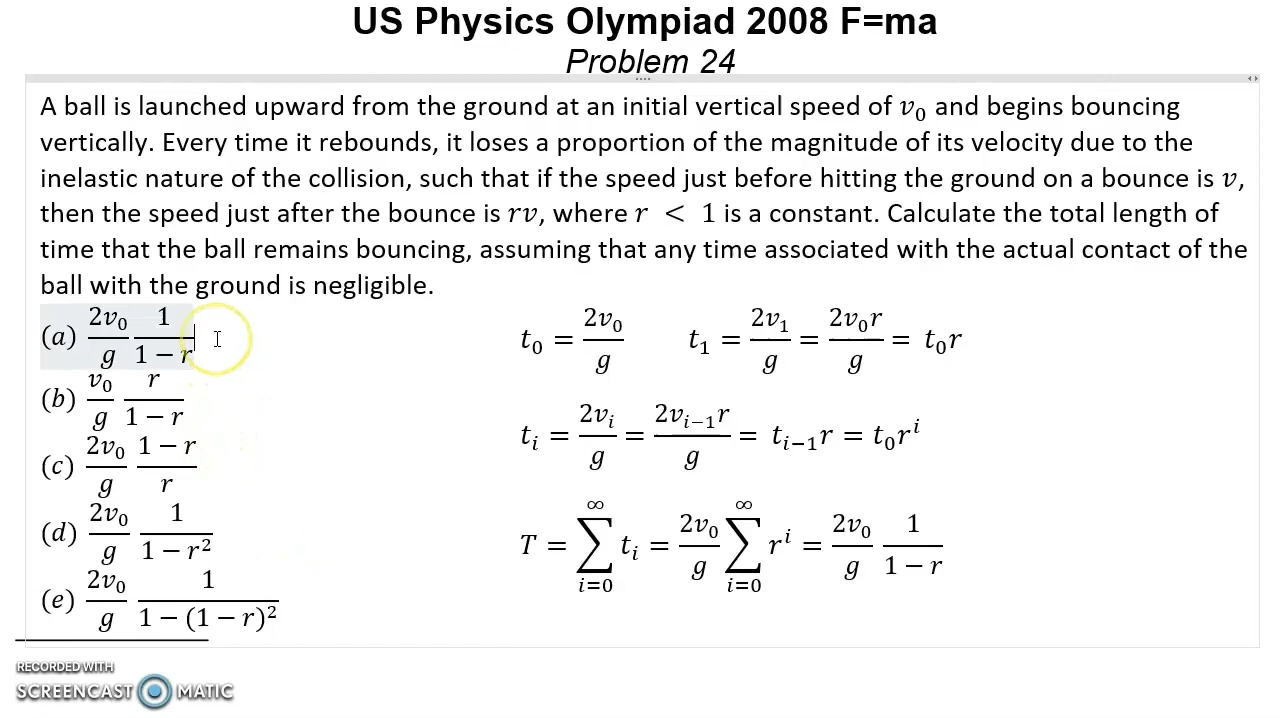 US Physics Olympiad 2008 F=ma
Problem 24
A ball is launched upward from the ground at an initial vertical speed of v₀ and begins bouncing
vertically. Every time it rebounds, it loses a proportion of the magnitude of its velocity due to the
inelastic nature of the collision, such that if the speed just before hitting the ground on a bounce is v,
then the speed just after the bounce is rv, where r < 1 is a constant. Calculate the total length of
time that the ball remains bouncing, assuming that any time associated with the actual contact of the
ball with the ground is negligible.
(a) 2v₀/g 1/(1 − r)
(b) v₀/g r/(1 − r)
(c) 2v₀/g (1 − r)/r
(d) 2v₀/g 1/(1 − r²)
(e) 2v₀/g 1/(1 − (1 − r)²)
t₀ = 2v₀/g t₁ = 2v₁/g = 2v₀r/g = t₀r
tᵢ = 2vᵢ/g = 2vᵢ₋₁r/g = tᵢ₋₁r = t₀rⁱ
T = ∑_{i=0}^{∞} tᵢ = 2v₀/g ∑_{i=0}^{∞} rⁱ = 2v₀/g 1/(1 − r)
RECORDED WITH
SCREENCAST MATIC